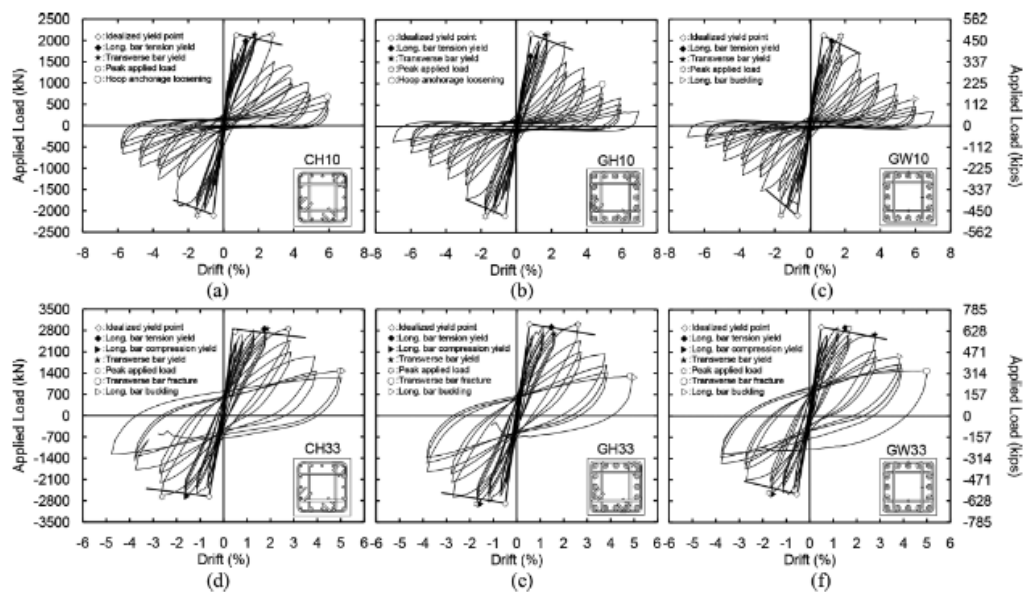 2500
2000
1500
1000
500
0
-500
-1000
-1500
-2000
-2500
Applied Load (kN)
:Idealized yield point
:Long. bar tension yield
:Transverse bar yield
:Peak applied load
:Hoop anchorage loosening
CH10
-8 -6 -4 -2 0 2 4 6 8
Drift (%)
(a)
:Idealized yield point
:Long. bar tension yield
:Transverse bar yield
:Peak applied load
:Hoop anchorage loosening
GH10
-8 -6 -4 -2 0 2 4 6 8
Drift (%)
(b)
:Idealized yield point
:Long. bar tension yield
:Transverse bar yield
:Peak applied load
:Long. bar buckling
GW10
-8 -6 -4 -2 0 2 4 6 8
Drift (%)
(c)
562
450
337
225
112
0
-112
-225
-337
-450
-562
Applied Load (kips)
3500
2800
2100
1400
700
0
-700
-1400
-2100
-2800
-3500
Applied Load (kN)
:Idealized yield point
:Long. bar tension yield
:Long. bar compression yield
:Transverse bar yield
:Peak applied load
:Transverse bar fracture
:Long. bar buckling
CH33
-4 -3 -2 -1 0 1 2 3 4 5 6
Drift (%)
(d)
:Idealized yield point
:Long. bar tension yield
:Long. bar compression yield
:Transverse bar yield
:Peak applied load
:Transverse bar fracture
:Long. bar buckling
GH33
-4 -3 -2 -1 0 1 2 3 4 5 6
Drift (%)
(e)
:Idealized yield point
:Long. bar tension yield
:Long. bar compression yield
:Transverse bar yield
:Peak applied load
:Transverse bar fracture
:Long. bar buckling
GW33
-5 -4 -3 -2 -1 0 1 2 3 4 5 6
Drift (%)
(f)
785
628
471
314
157
0
-157
-314
-471
-628
-785
Applied Load (kips)